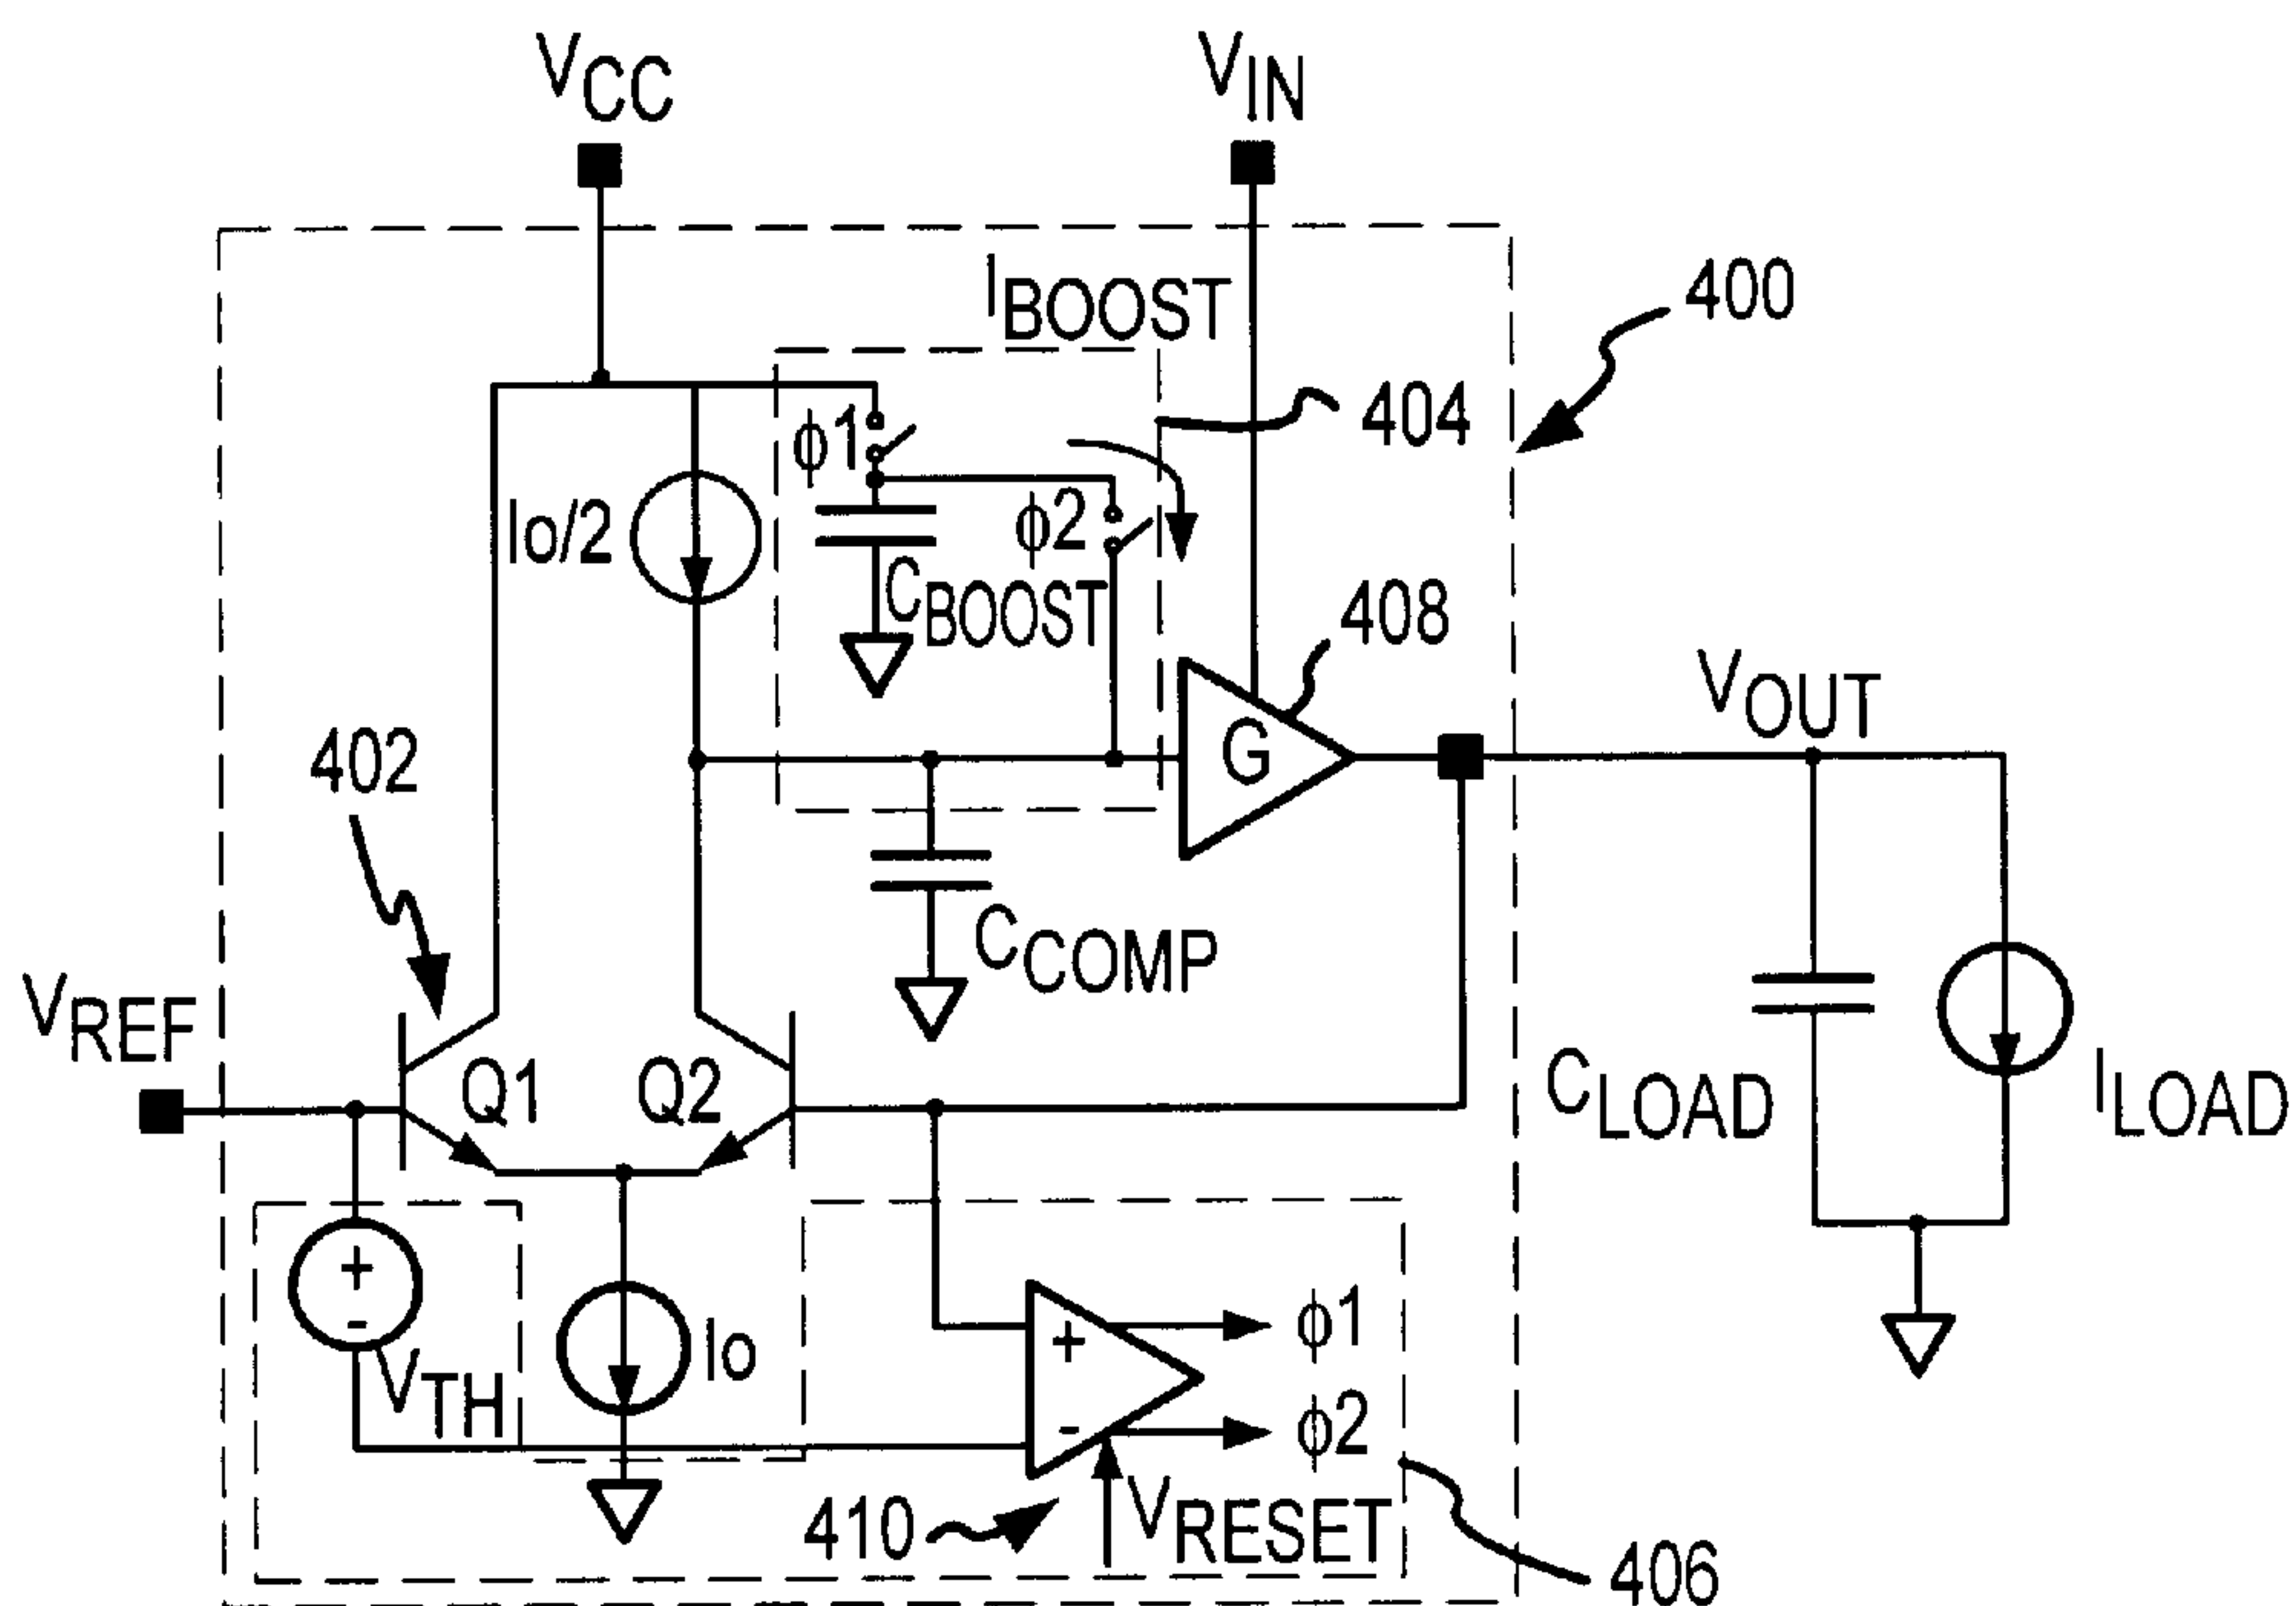 VCC
VIN
IBOOST
400
404
ϕ1
Io/2
ϕ2
CBOOST
408
G
VOUT
402
CCOMP
VREF
Q1
Q2
CLOAD
ILOAD
+
-
VTH
Io
+
-
ϕ1
ϕ2
410
VRESET
406